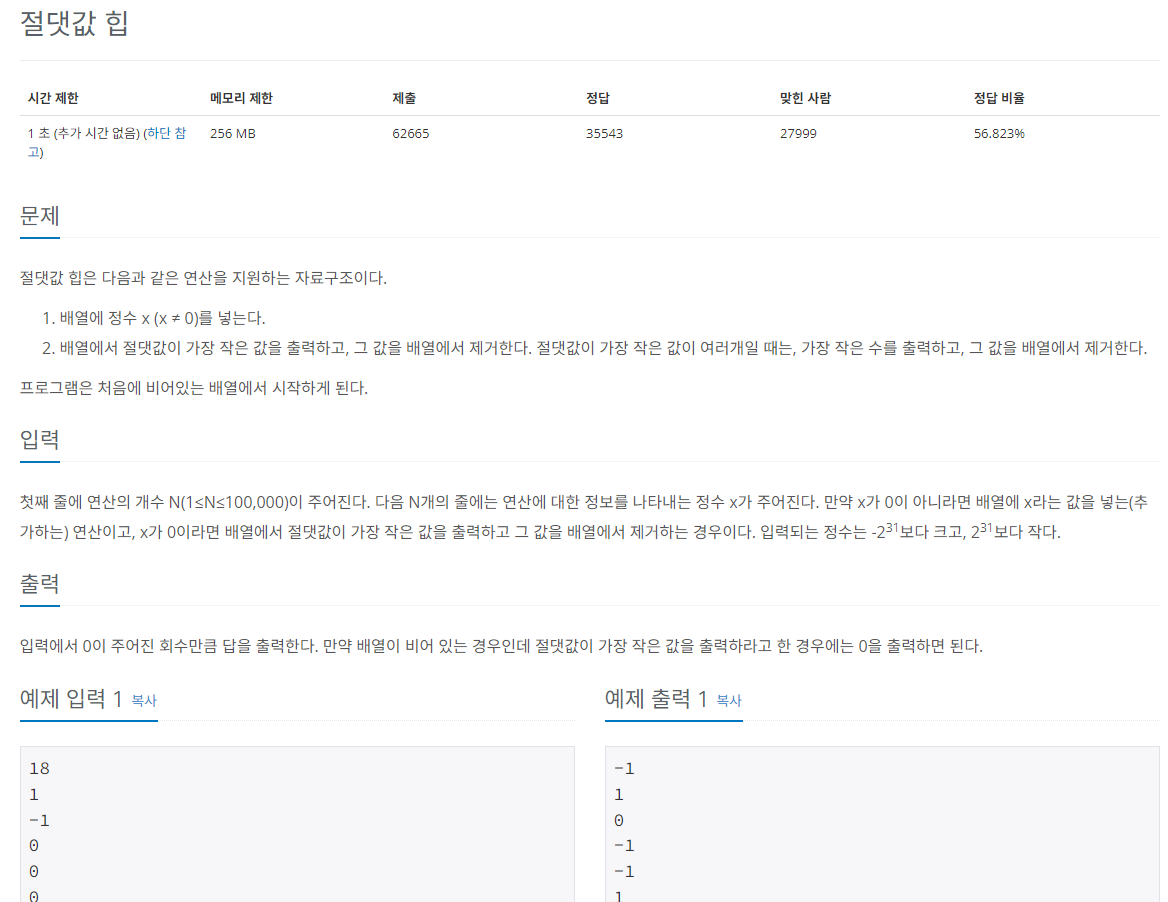 절댓값 힙
시간 제한 메모리 제한 제출 정답 맞힌 사람 정답 비율
1 초 (추가 시간 없음) (하단 참
고) 256 MB 62665 35543 27999 56.823%
문제
절댓값 힙은 다음과 같은 연산을 지원하는 자료구조이다.
1. 배열에 정수 x (x ≠ 0)를 넣는다.
2. 배열에서 절댓값이 가장 작은 값을 출력하고, 그 값을 배열에서 제거한다. 절댓값이 가장 작은 값이 여러개일 때는, 가장 작은 수를 출력하고, 그 값을 배열에서 제거한다.
프로그램은 처음에 비어있는 배열에서 시작하게 된다.
입력
첫째 줄에 연산의 개수 N(1≤N≤100,000)이 주어진다. 다음 N개의 줄에는 연산에 대한 정보를 나타내는 정수 x가 주어진다. 만약 x가 0이 아니라면 배열에 x라는 값을 넣는(추
가하는) 연산이고, x가 0이라면 배열에서 절댓값이 가장 작은 값을 출력하고 그 값을 배열에서 제거하는 경우이다. 입력되는 정수는 -2³¹보다 크고, 2³¹보다 작다.
출력
입력에서 0이 주어진 회수만큼 답을 출력한다. 만약 배열이 비어 있는 경우인데 절댓값이 가장 작은 값을 출력하라고 한 경우에는 0을 출력하면 된다.
예제 입력 1 복사
18
1
-1
0
0
0
예제 출력 1 복사
-1
1
0
-1
-1
1